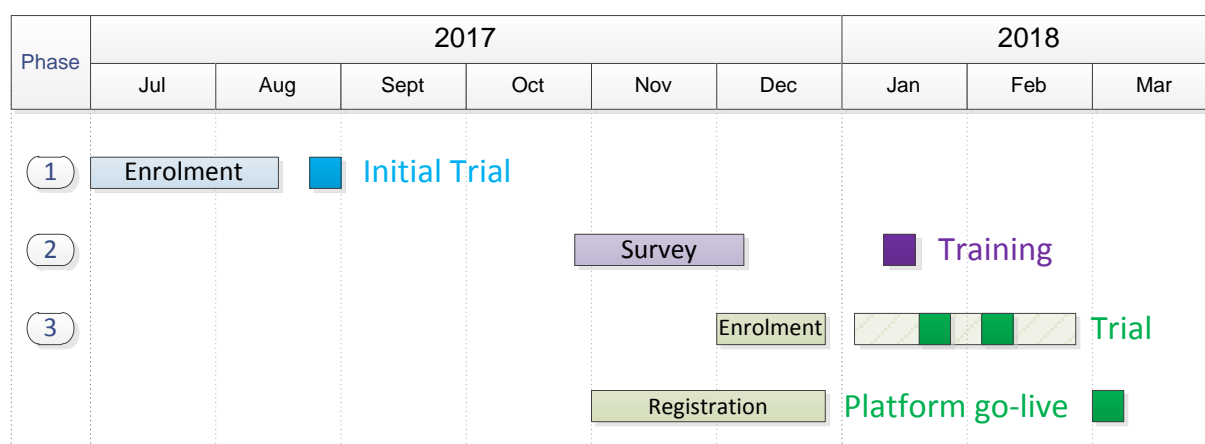 Phase
2017
2018
Jul Aug Sept Oct Nov Dec Jan Feb Mar
1 Enrolment Initial Trial
2 Survey Training
3 Enrolment Trial
Registration Platform go-live